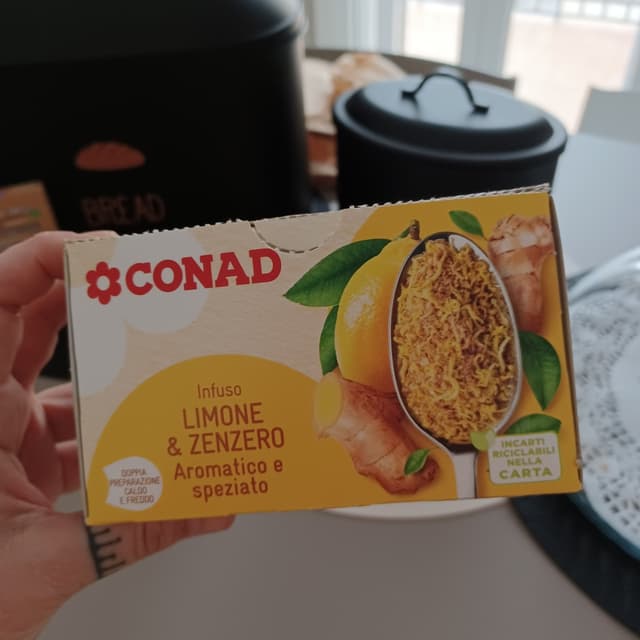 BREAD
CONAD
Infuso
LIMONE
& ZENZERO
Aromatico e
speziato
DOPPIA
PREPARAZIONE
CALDO
E FREDDO
INCARTI
RICICLABILI
NELLA
CARTA